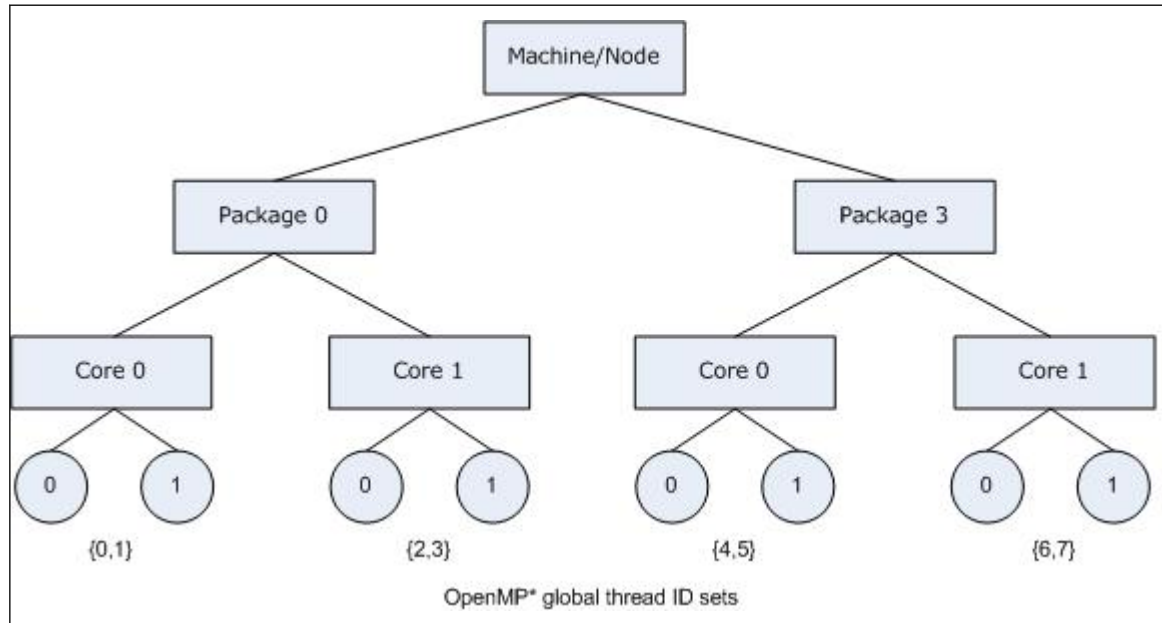 Machine/Node
Package 0
Package 3
Core 0
Core 1
Core 0
Core 1
0
1
0
1
0
1
0
1
{0,1}
{2,3}
{4,5}
{6,7}
OpenMP* global thread ID sets